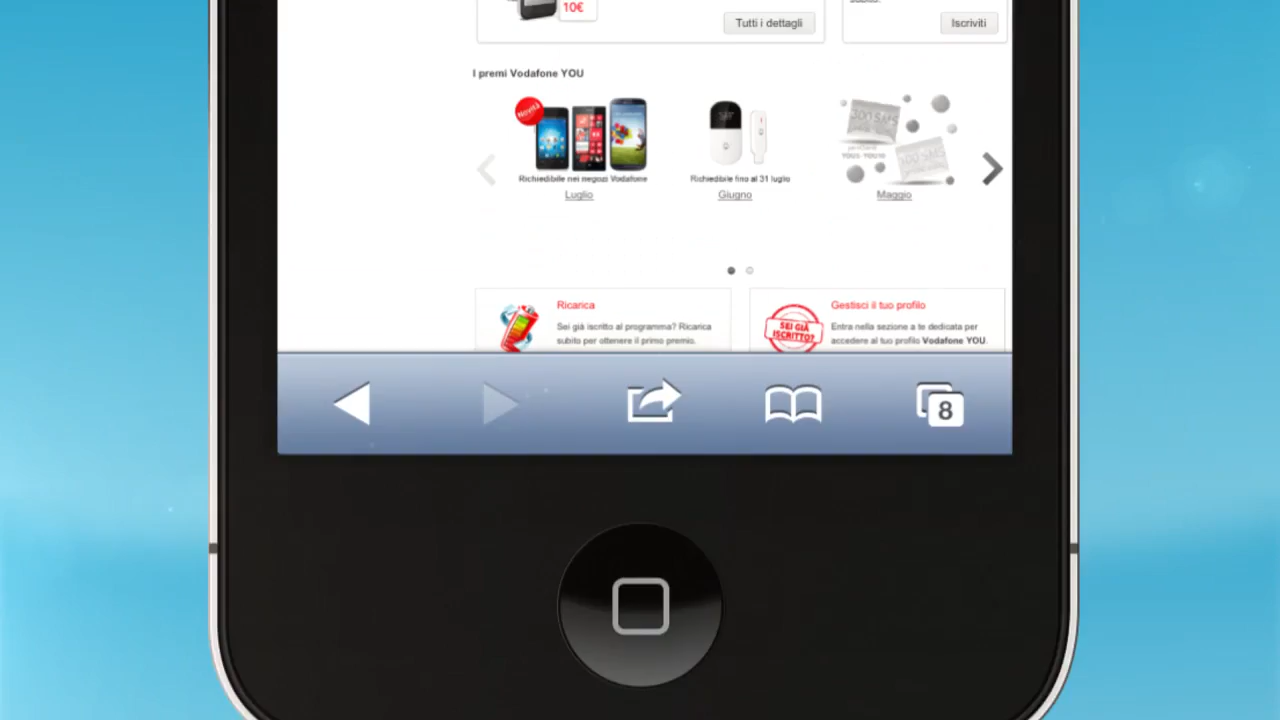 10€
Tutti i dettagli
Iscriviti
I premi Vodafone YOU
Novità
Richiedibile nei negozi Vodafone
Luglio
Richiedibile fino al 31 luglio
Giugno
300 SMS
100 SMS
Maggio
Ricarica
Sei già iscritto al programma? Ricarica
subito per ottenere il primo premio.
SEI GIÀ
ISCRITTO?
Gestisci il tuo profilo
Entra nella sezione a te dedicata per
accedere al tuo profilo Vodafone YOU.
8